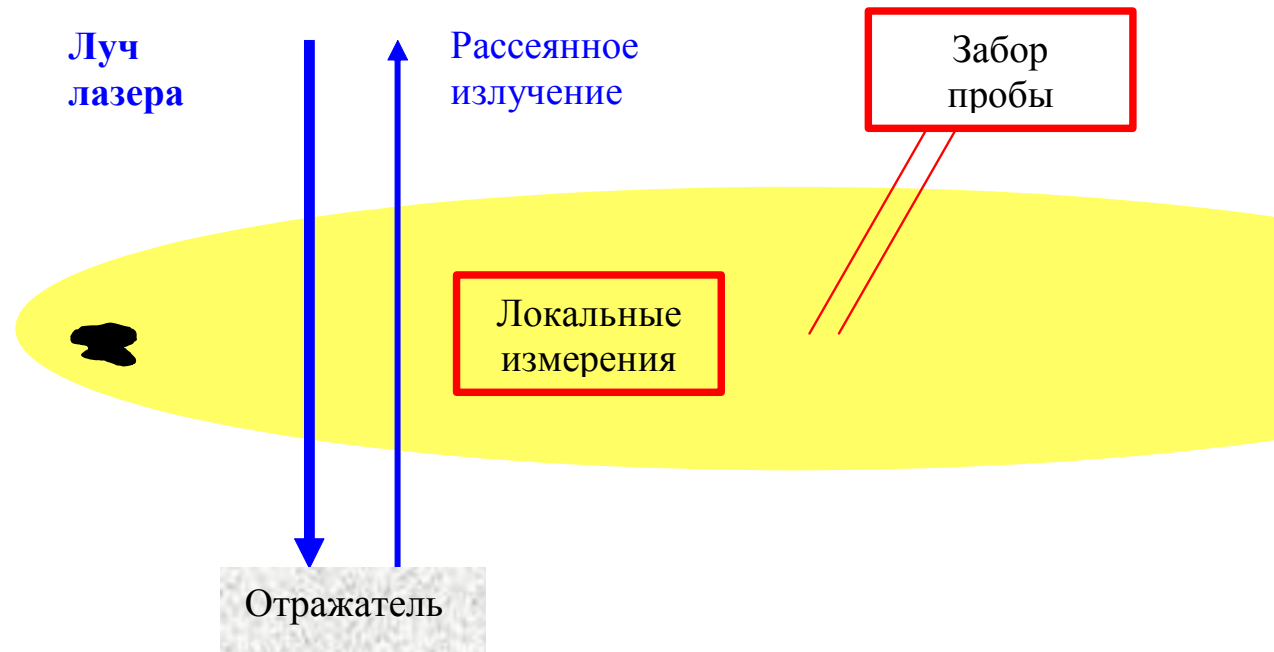 Луч
лазера
Рассеянное
излучение
Забор
пробы
Локальные
измерения
Отражатель